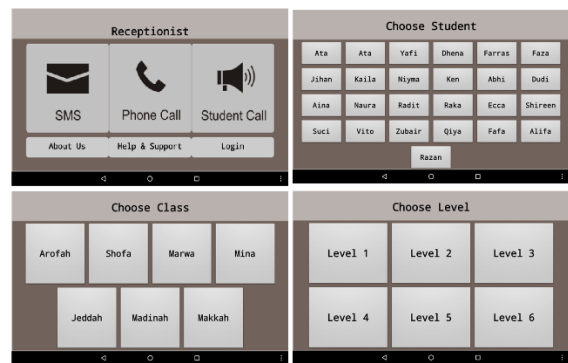 Receptionist
SMS Phone Call Student Call
About Us Help & Support Login
Choose Student
Ata Ata Yafi Dhena Farras Faza
Jihan Kaila Niyma Ken Abhi Dudi
Aina Naura Radit Raka Ecca Shireen
Suci Vito Zubair Qiya Fafa Alifa
Razan
Choose Class
Arofah Shofa Marwa Mina
Jeddah Madinah Makkah
Choose Level
Level 1 Level 2 Level 3
Level 4 Level 5 Level 6